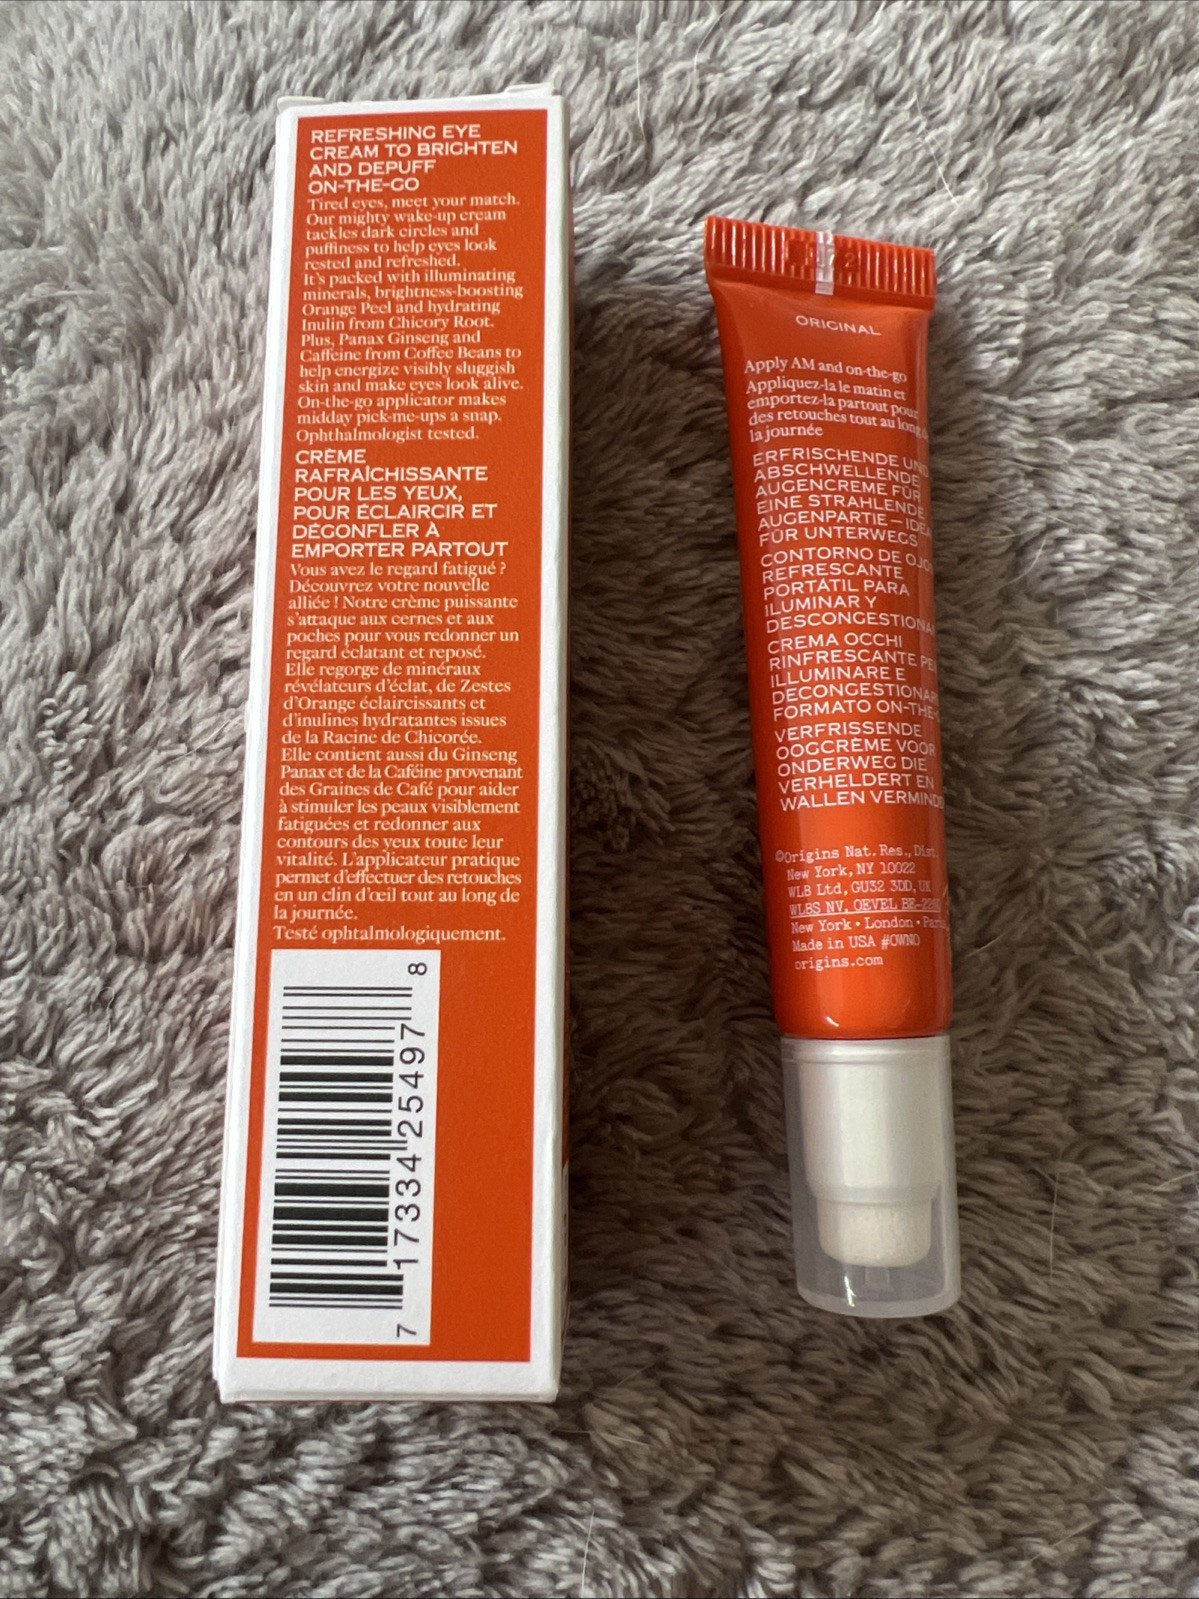 REFRESHING EYE
CREAM TO BRIGHTEN
AND DEPUFF
ON-THE-GO
Tired eyes, meet your match.
Our mighty wake-up cream
tackles dark circles and
puffiness to help eyes look
rested and refreshed.
It's packed with illuminating
minerals, brightness-boosting
Orange Peel and hydrating
Inulin from Chicory Root.
Plus, Panax Ginseng and
Caffeine from Coffee Beans to
help energize visibly sluggish
skin and make eyes look alive.
On-the-go applicator makes
midday pick-me-ups a snap.
Ophthalmologist tested.
CRÈME
RAFRAÎCHISSANTE
POUR LES YEUX,
POUR ÉCLAIRCIR ET
DÉGONFLER À
EMPORTER PARTOUT
Vous avez le regard fatigué ?
Découvrez votre nouvelle
alliée ! Notre crème puissante
s'attaque aux cernes et aux
poches pour vous redonner un
regard éclatant et reposé.
Elle regorge de minéraux
révélateurs d'éclat, de Zestes
d'Orange éclaircissants et
d'inulines hydratantes issues
de la Racine de Chicorée.
Elle contient aussi du Ginseng
Panax et de la Caféine provenant
des Graines de Café pour aider
à stimuler les peaux visiblement
fatiguées et redonner aux
contours des yeux toute leur
vitalité. L'applicateur pratique
permet d'effectuer des retouches
en un clin d'œil tout au long de
la journée.
Testé ophtalmologiquement.
7 17334 25497 8
ORIGINAL
Apply AM and on-the-go
Appliquez-la le matin et
emportez-la partout pour
des retouches tout au long
la journée
ERFRISCHENDE UND
ABSCHWELLENDE
AUGENCREME FÜR
EINE STRAHLENDE
AUGENPARTIE –
FÜR UNTERWEGS
CONTORNO DE
REFRESCANTE
PORTÁTIL PARA
ILUMINAR Y
CREMA OCCHI
RINFRESCANTE
ILLUMINARE E
FORMATO
VERFRISSENDE
OOGCRÈME VOOR
ONDERWEG DIE
VERHELDERT EN
WALLEN
©Origins Nat. Res.,
New York, NY 10022
WLB Ltd, GU32 3DD, UK
WLBS NV, OEVEL
New York • London •
Made in USA #OWNO
origins.com